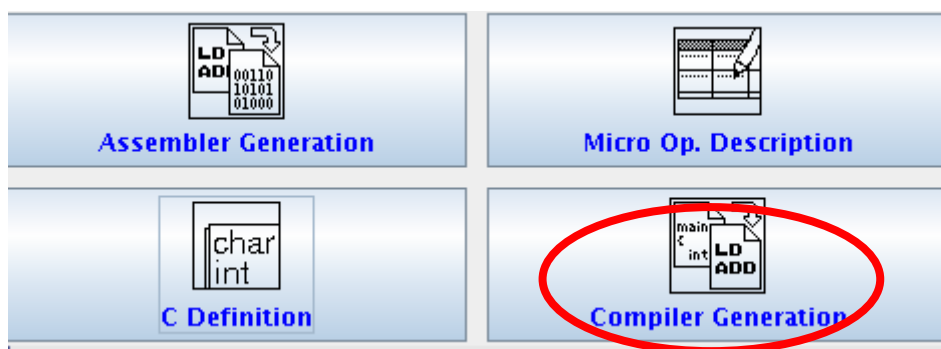 LD
AD
00110
10101
01000
Assembler Generation
Micro Op. Description
char
int
C Definition
main
{
int
LD
ADD
Compiler Generation